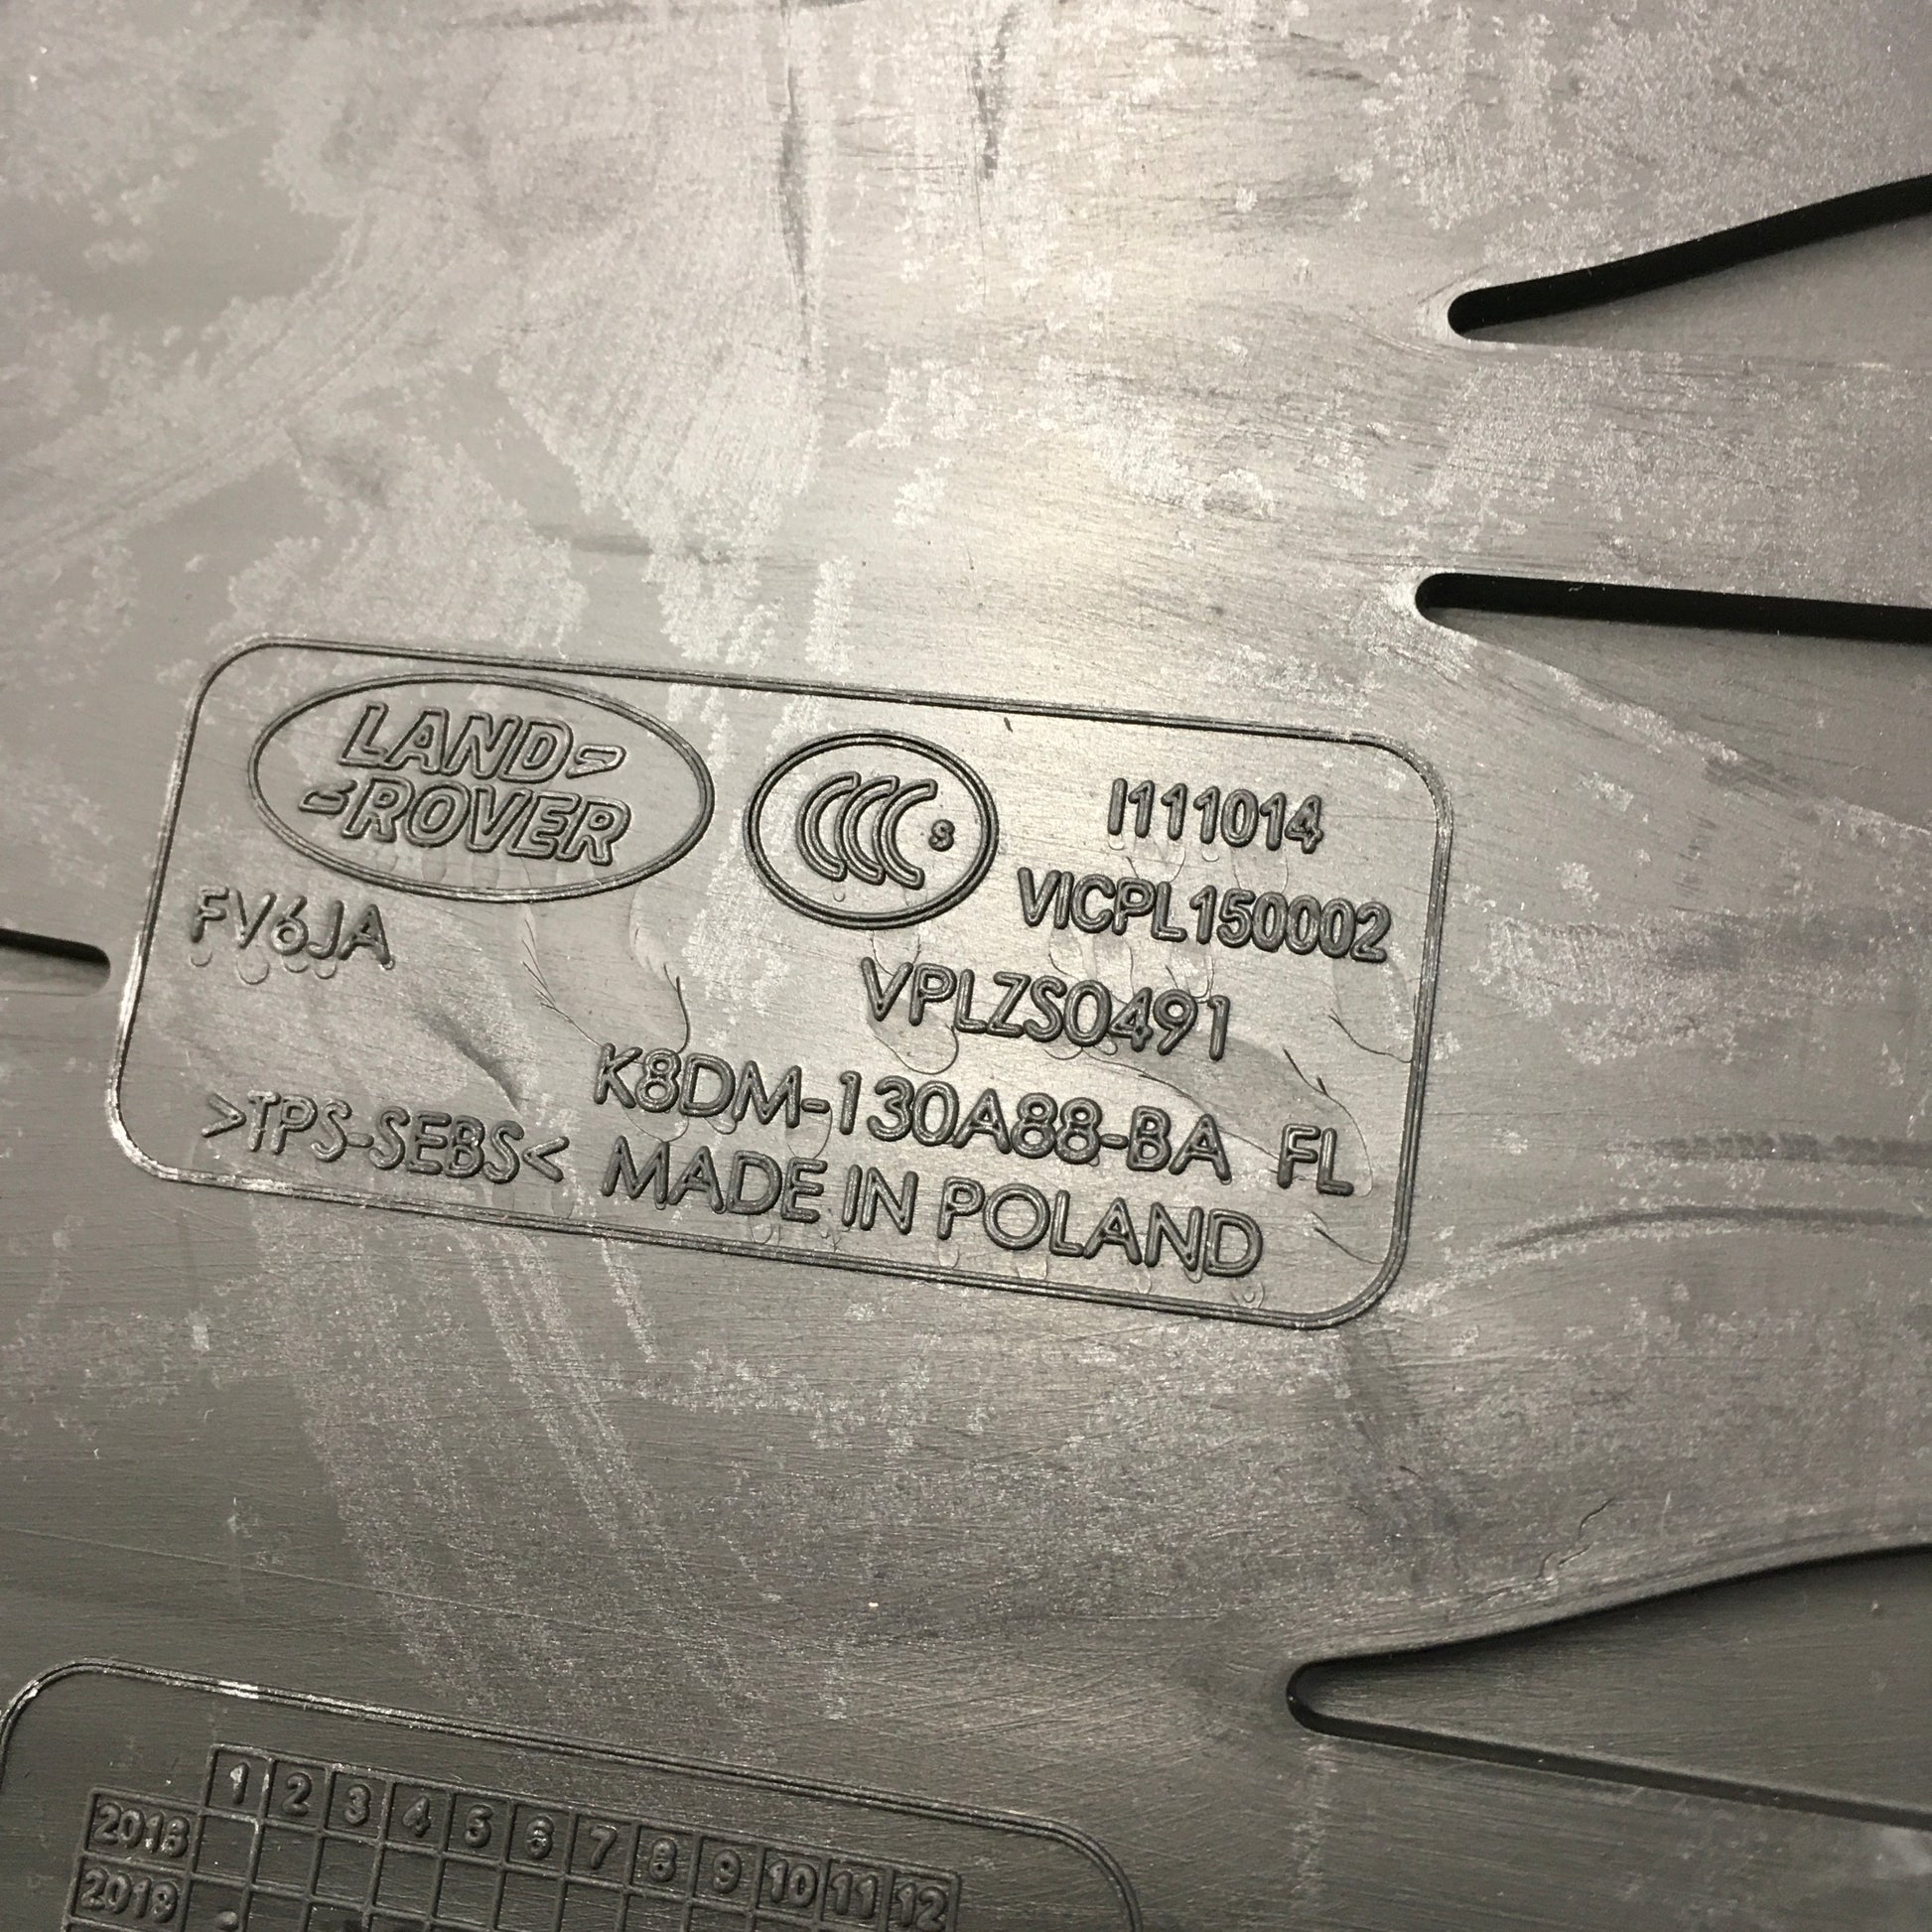 LAND
ROVER
CCC S
I111014
VICPL150002
FV6JA
VPLZS0491
K8DM-130A88-BA FL
>TPS-SEBS< MADE IN POLAND
1 2 3 4 5 6 7 8 9 10 11 12
2018
2019